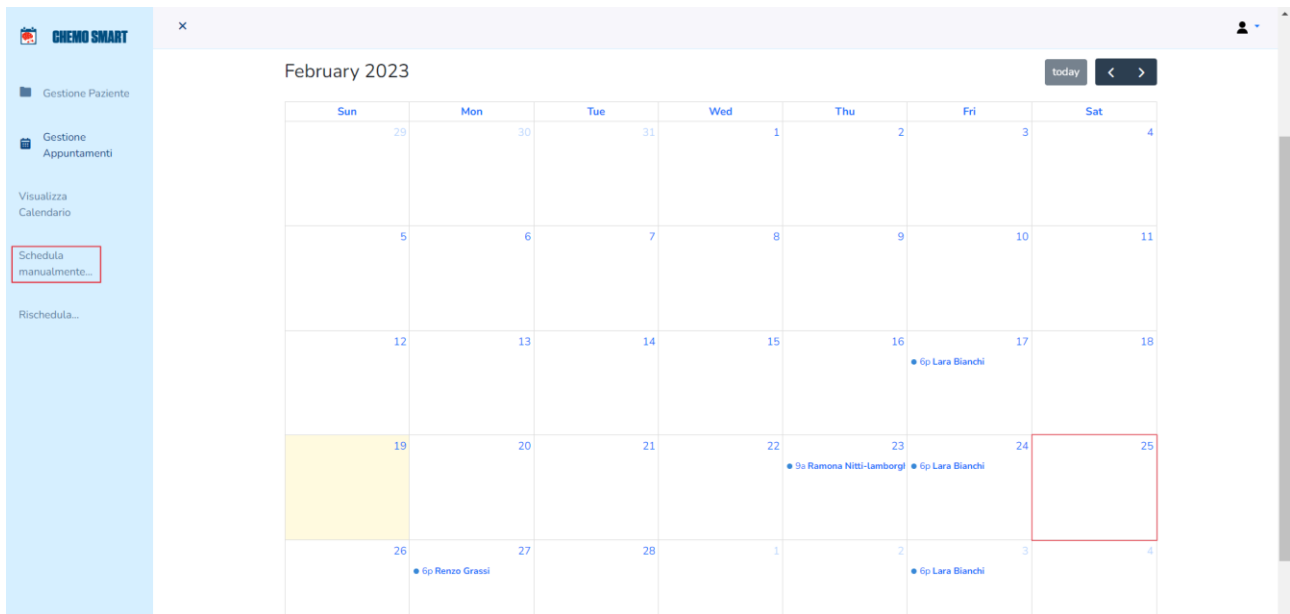 CHEMO SMART
×
Gestione Paziente
Gestione
Appuntamenti
Visualizza
Calendario
Schedula
manualmente...
Rischedula...
February 2023
today
Sun Mon Tue Wed Thu Fri Sat
29 30 31 1 2 3 4
5 6 7 8 9 10 11
12 13 14 15 16 17 18
6p Lara Bianchi
19 20 21 22 23 24 25
9a Ramona Nitti-lamborgh 6p Lara Bianchi
26 27 28 1 2 3 4
6p Renzo Grassi 6p Lara Bianchi